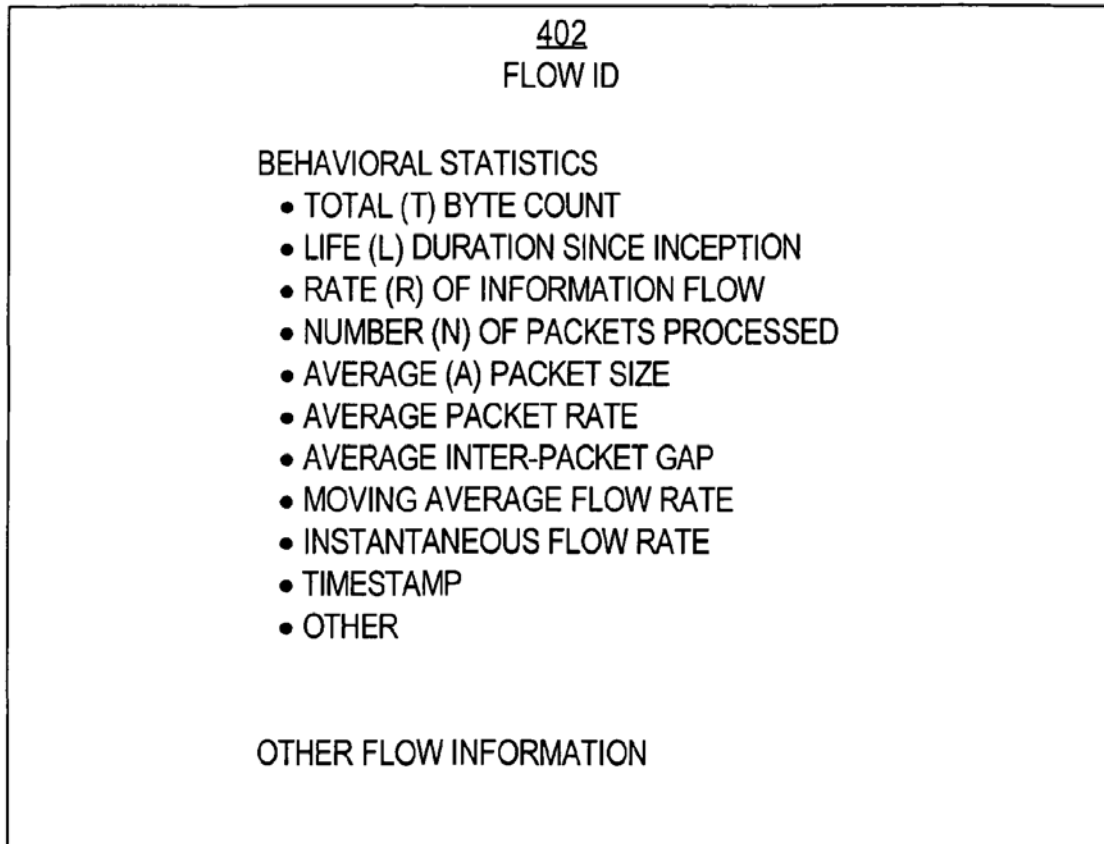 402
FLOW ID
BEHAVIORAL STATISTICS
• TOTAL (T) BYTE COUNT
• LIFE (L) DURATION SINCE INCEPTION
• RATE (R) OF INFORMATION FLOW
• NUMBER (N) OF PACKETS PROCESSED
• AVERAGE (A) PACKET SIZE
• AVERAGE PACKET RATE
• AVERAGE INTER-PACKET GAP
• MOVING AVERAGE FLOW RATE
• INSTANTANEOUS FLOW RATE
• TIMESTAMP
• OTHER
OTHER FLOW INFORMATION